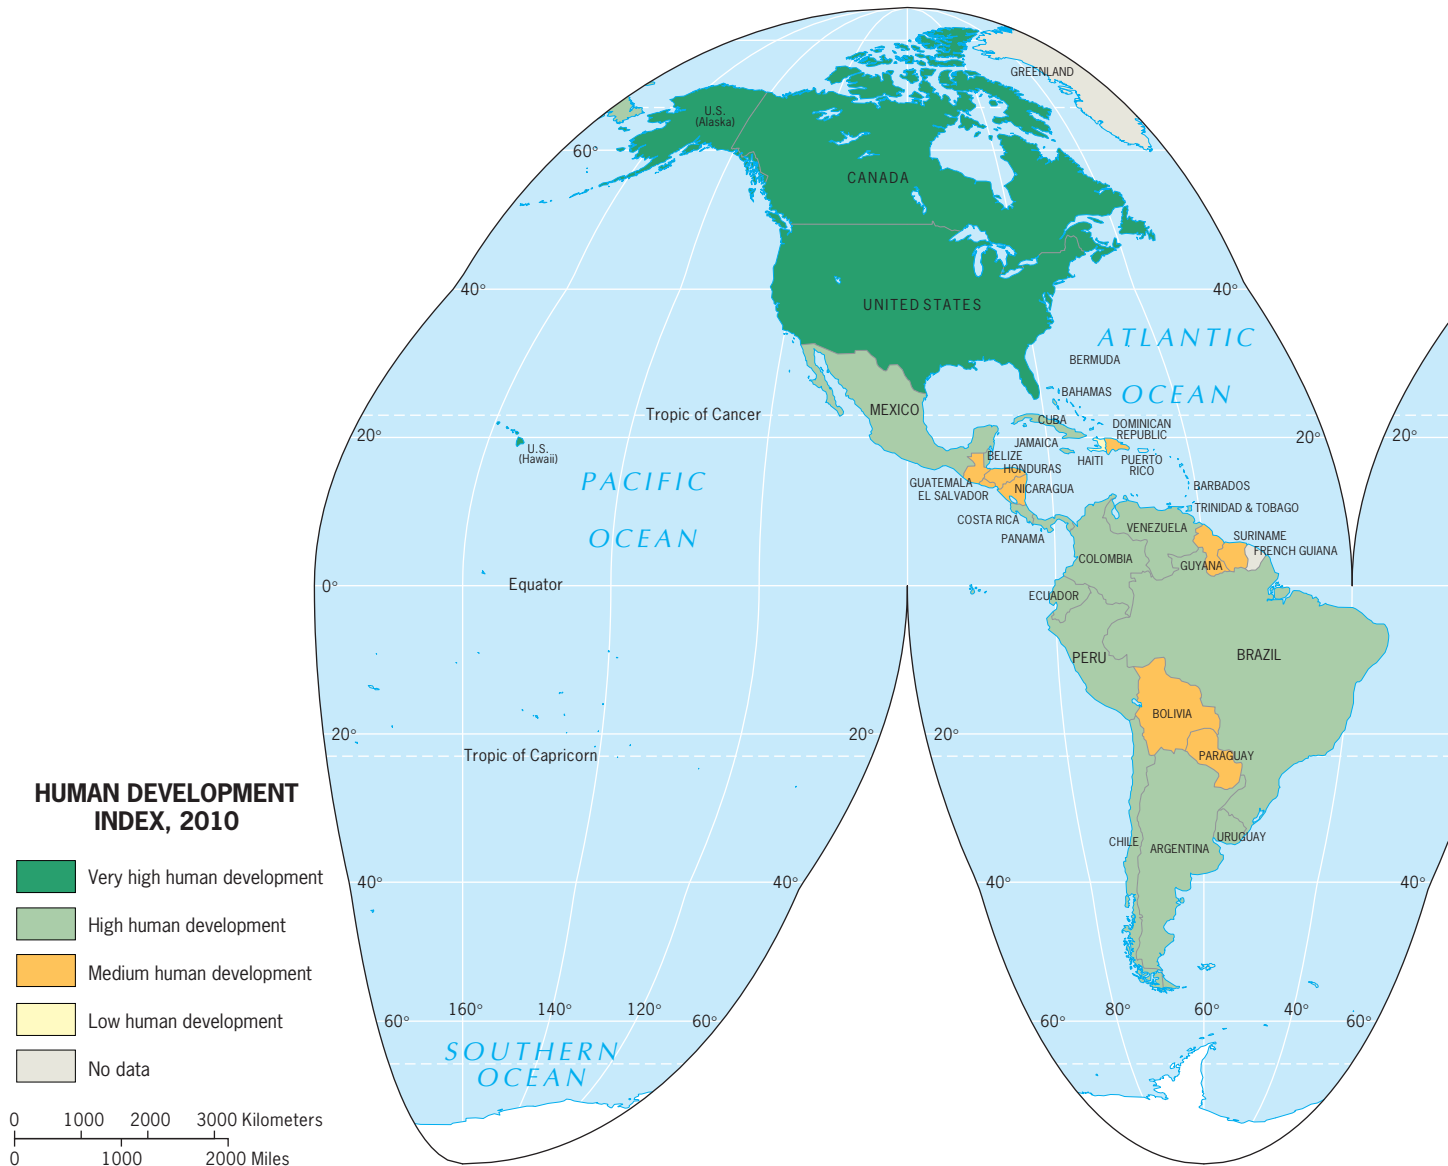 GREENLAND
U.S.
(Alaska)
60°
CANADA
40°
UNITED STATES
40°
ATLANTIC
OCEAN
BERMUDA
BAHAMAS
Tropic of Cancer
MEXICO
CUBA
DOMINICAN
REPUBLIC
20°
20°
20°
U.S.
(Hawaii)
JAMAICA
BELIZE
HAITI
PUERTO
RICO
HONDURAS
PACIFIC
OCEAN
GUATEMALA
EL SALVADOR
NICARAGUA
BARBADOS
TRINIDAD & TOBAGO
COSTA RICA
PANAMA
VENEZUELA
SURINAME
FRENCH GUIANA
COLOMBIA
GUYANA
0°
Equator
ECUADOR
PERU
BRAZIL
BOLIVIA
20°
20°
20°
Tropic of Capricorn
PARAGUAY
CHILE
ARGENTINA
URUGUAY
40°
40°
40°
40°
160°
140°
120°
60°
60°
80°
60°
40°
60°
60°
SOUTHERN
OCEAN
HUMAN DEVELOPMENT
INDEX, 2010
Very high human development
High human development
Medium human development
Low human development
No data
0 1000 2000 3000 Kilometers
0 1000 2000 Miles